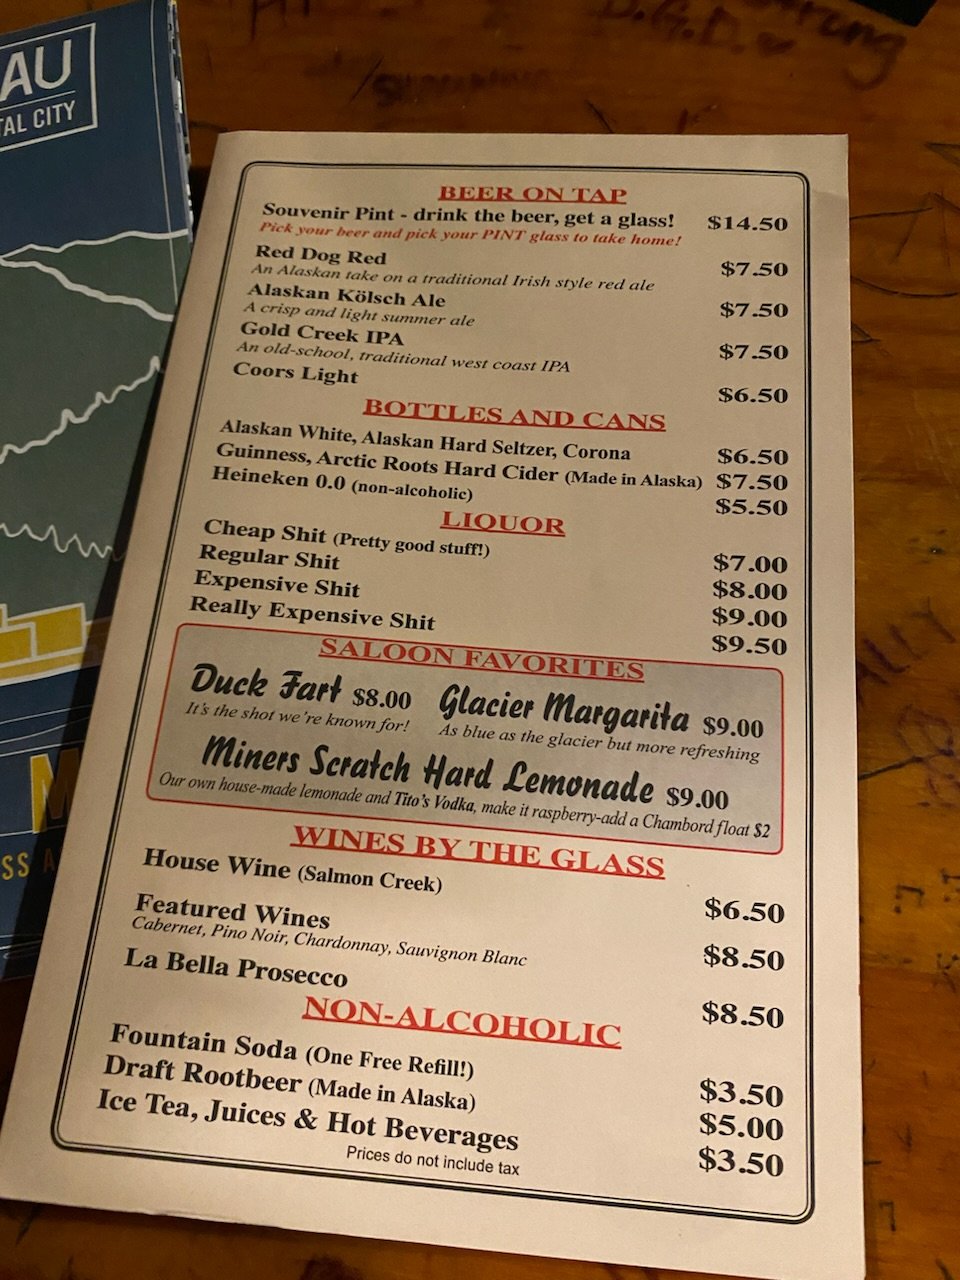 AU
TAL CITY
BEER ON TAP
Souvenir Pint - drink the beer, get a glass! $14.50
Pick your beer and pick your PINT glass to take home!
Red Dog Red $7.50
An Alaskan take on a traditional Irish style red ale
Alaskan Kölsch Ale $7.50
A crisp and light summer ale
Gold Creek IPA $7.50
An old-school, traditional west coast IPA
Coors Light $6.50
BOTTLES AND CANS
Alaskan White, Alaskan Hard Seltzer, Corona $6.50
Guinness, Arctic Roots Hard Cider (Made in Alaska) $7.50
Heineken 0.0 (non-alcoholic) $5.50
LIQUOR
Cheap Shit (Pretty good stuff!) $7.00
Regular Shit $8.00
Expensive Shit $9.00
Really Expensive Shit $9.50
SALOON FAVORITES
Duck Fart $8.00 Glacier Margarita $9.00
It's the shot we're known for! As blue as the glacier but more refreshing
Miners Scratch Hard Lemonade $9.00
Our own house-made lemonade and Tito's Vodka, make it raspberry-add a Chambord float $2
WINES BY THE GLASS
House Wine (Salmon Creek) $6.50
Featured Wines $8.50
Cabernet, Pino Noir, Chardonnay, Sauvignon Blanc
La Bella Prosecco $8.50
NON-ALCOHOLIC
Fountain Soda (One Free Refill!) $3.50
Draft Rootbeer (Made in Alaska) $5.00
Ice Tea, Juices & Hot Beverages $3.50
Prices do not include tax
M
SS A
D.G.D.